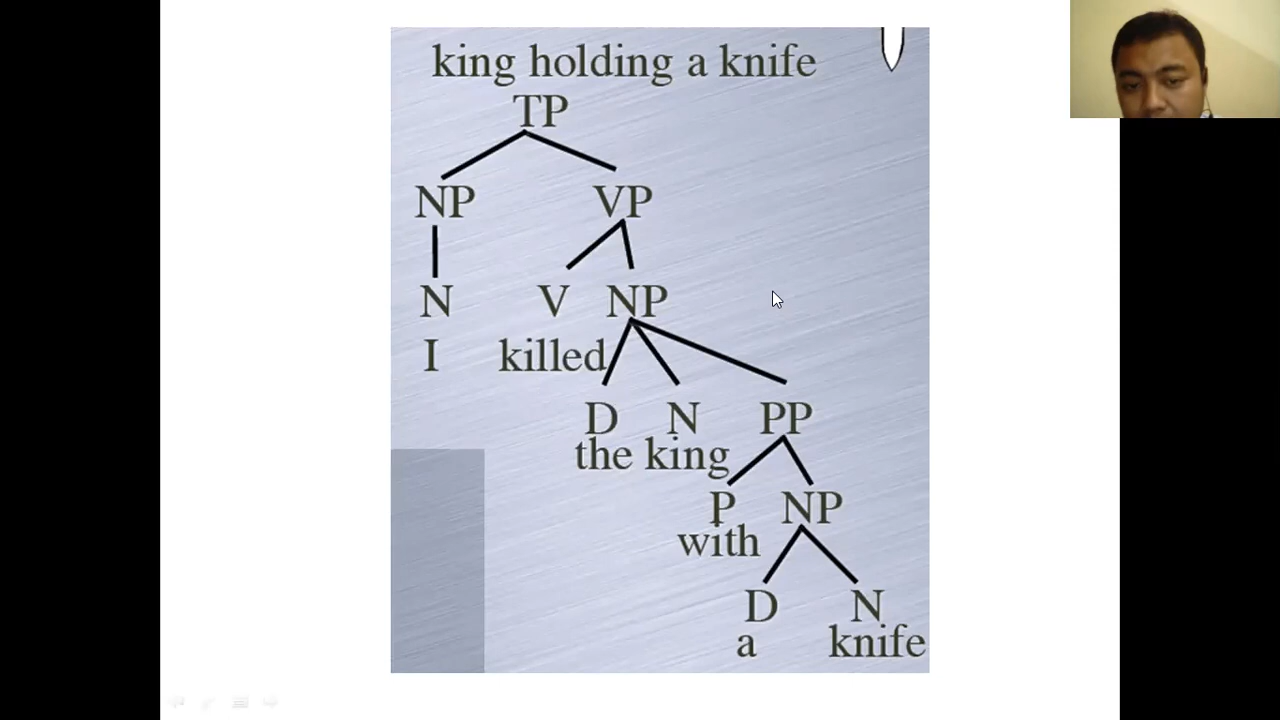 king holding a knife
TP
NP VP
N V NP
I killed
D N PP
the king
P NP
with
D N
a knife